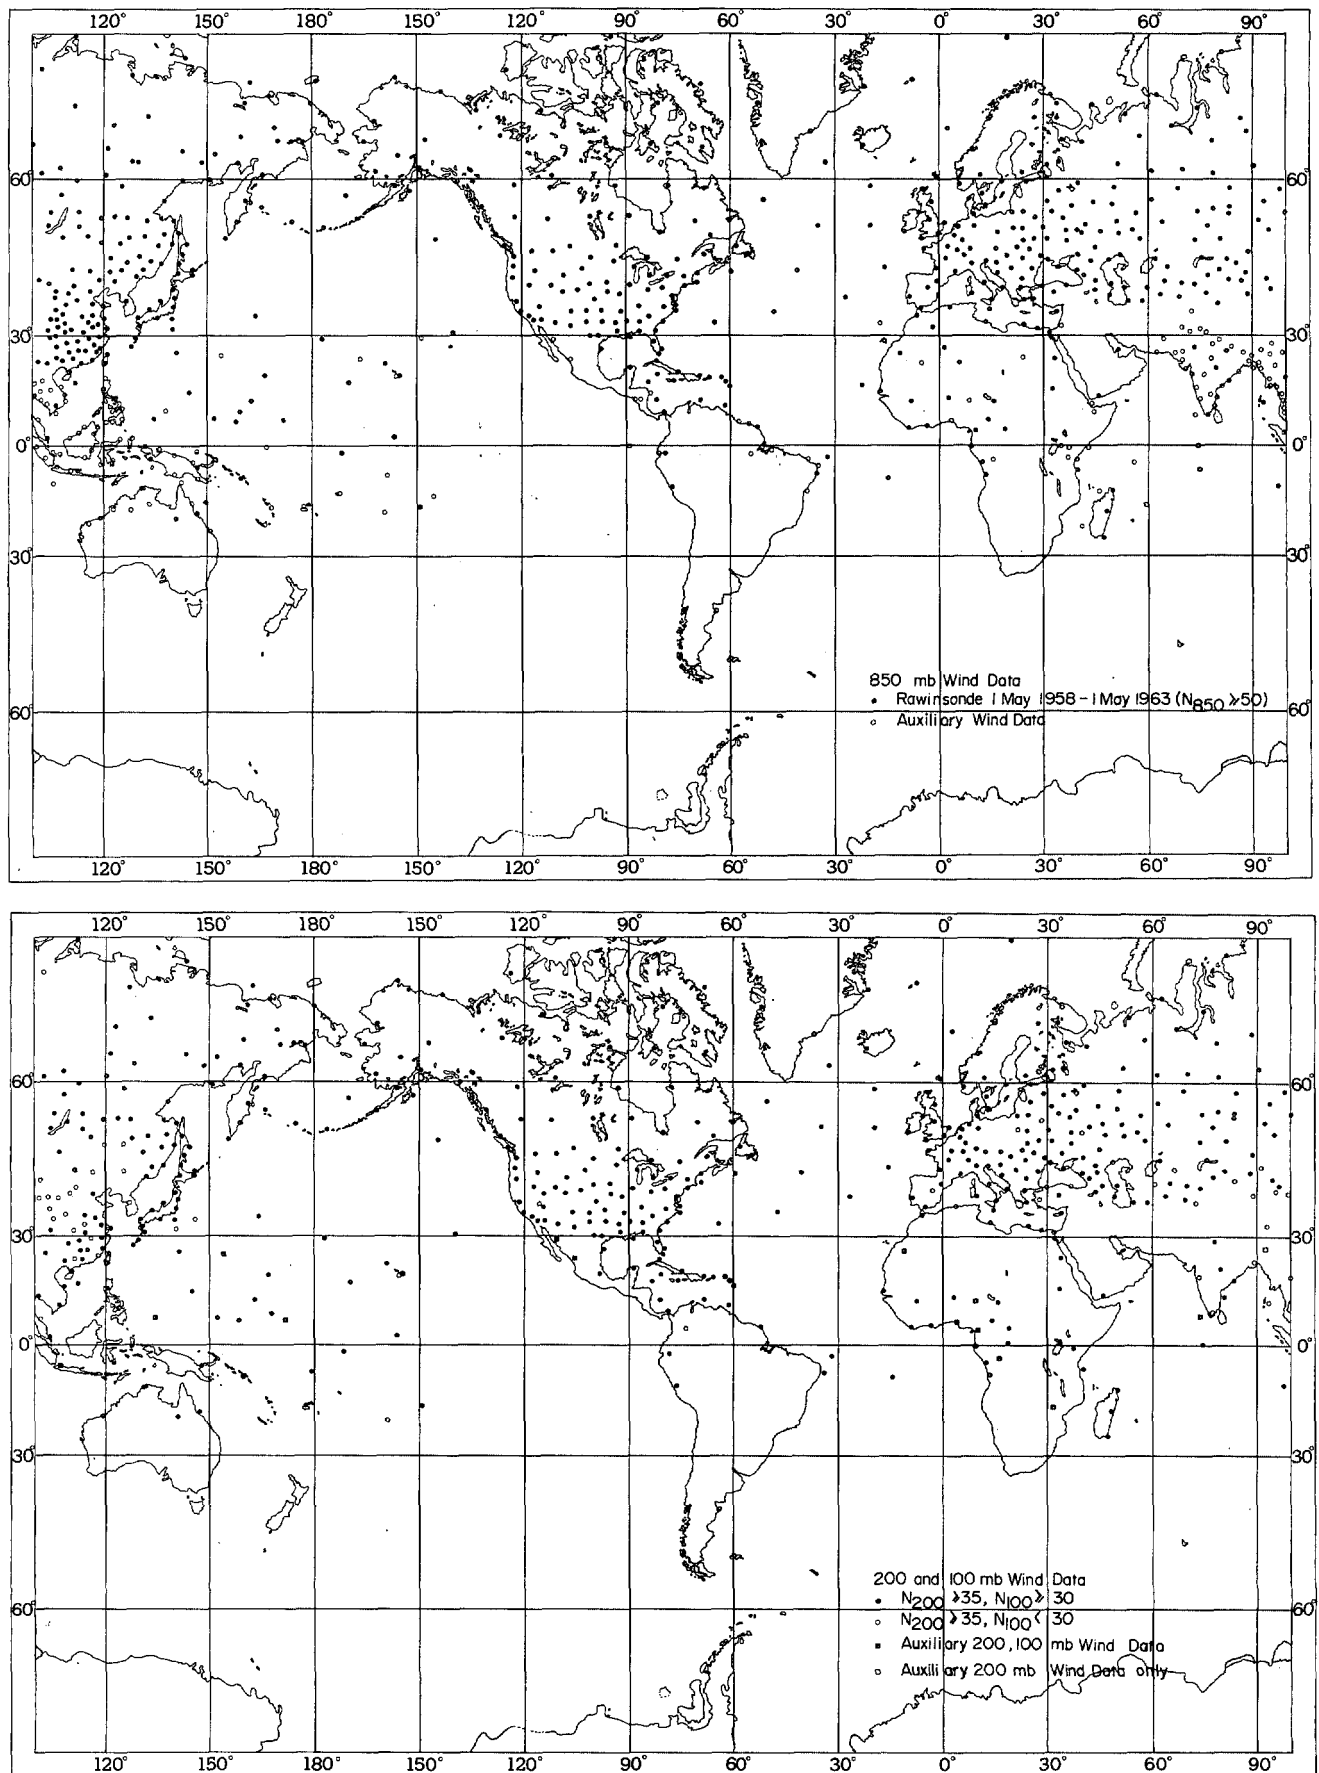 120° 150° 180° 150° 120° 90° 60° 30° 0° 30° 60° 90°
60° 60°
30° 30°
0° 0°
30° 30°
850 mb Wind Data
• Rawinsonde 1 May 1958 - 1 May 1963 (N850 ≥ 50)
○ Auxiliary Wind Data
60° 60°
120° 150° 180° 150° 120° 90° 60° 30° 0° 30° 60° 90°
120° 150° 180° 150° 120° 90° 60° 30° 0° 30° 60° 90°
60° 60°
30° 30°
0° 0°
30° 30°
200 and 100 mb Wind Data
• N200 ≥ 35, N100 ≥ 30
○ N200 ≥ 35, N100 < 30
60° 60°
▪ Auxiliary 200, 100 mb Wind Data
▫ Auxiliary 200 mb Wind Data only
120° 150° 180° 150° 120° 90° 60° 30° 0° 30° 60° 90°